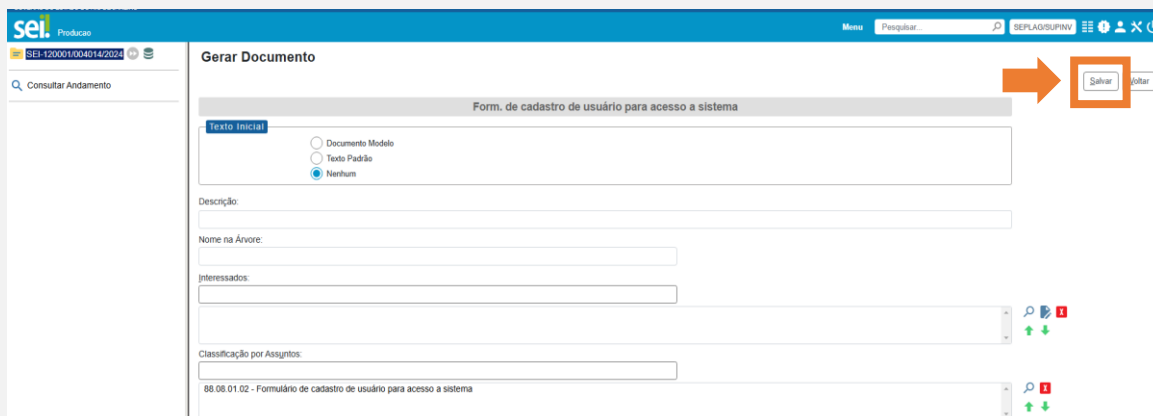 sei! Producao
Menu
Pesquisar...
SEPLAG/SUPINV
SEI-120001/004014/2024
Consultar Andamento
Gerar Documento
Salvar
Voltar
Form. de cadastro de usuário para acesso a sistema
Texto Inicial
Documento Modelo
Texto Padrão
Nenhum
Descrição:
Nome na Árvore:
Interessados:
Classificação por Assuntos:
88.08.01.02 - Formulário de cadastro de usuário para acesso a sistema